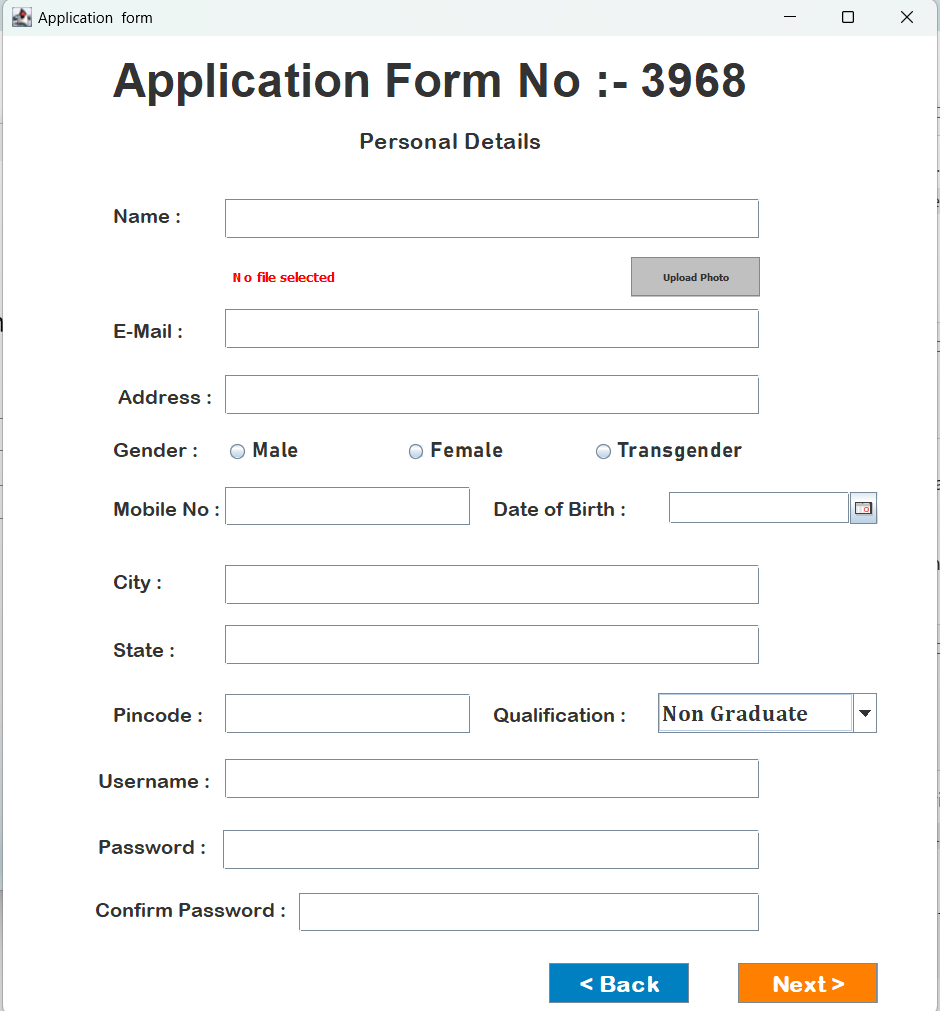 Application form
Application Form No :- 3968
Personal Details
Name :
No file selected Upload Photo
E-Mail :
Address :
Gender : Male Female Transgender
Mobile No : Date of Birth :
City :
State :
Pincode : Qualification : Non Graduate
Username :
Password :
Confirm Password :
< Back Next >